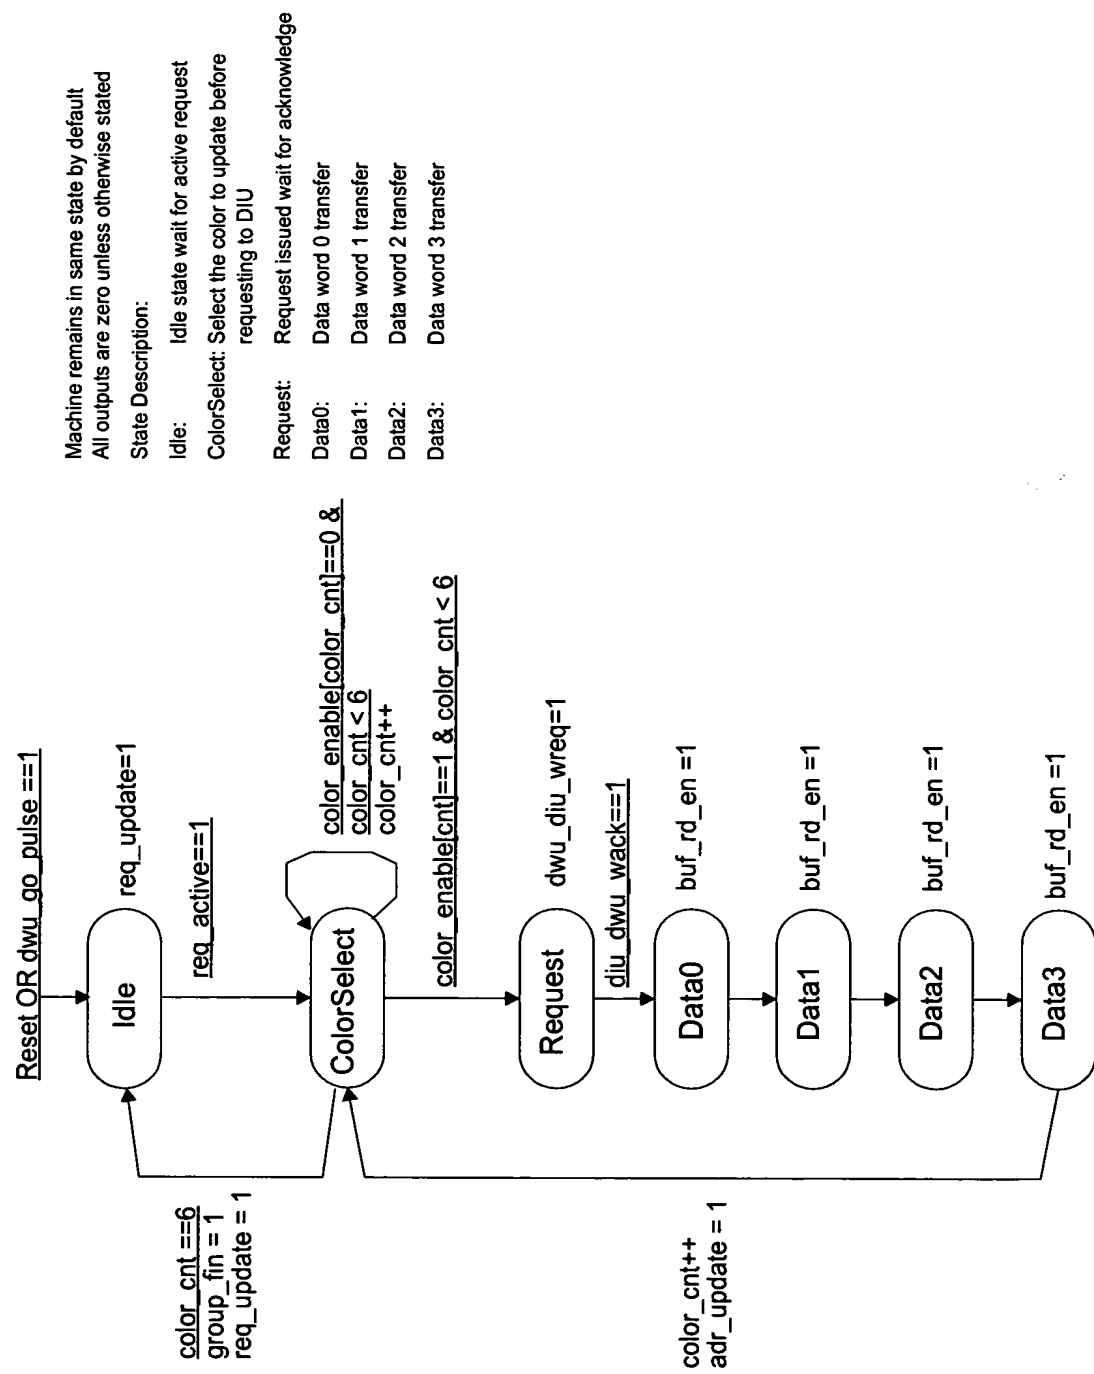 Reset OR dwu_go_pulse ==1
Idle
req_update=1
req_active==1
color_cnt ==6
group_fin = 1
req_update = 1
ColorSelect
color_enable[color_cnt]==0 &
color_cnt < 6
color_cnt++
color_enable[cnt]==1 & color_cnt < 6
Request
dwu_diu_wreq=1
diu_dwu_wack==1
Data0
buf_rd_en =1
Data1
buf_rd_en =1
Data2
buf_rd_en =1
Data3
buf_rd_en =1
color_cnt++
adr_update = 1
Machine remains in same state by default
All outputs are zero unless otherwise stated
State Description:
Idle: Idle state wait for active request
ColorSelect: Select the color to update before
requesting to DIU
Request: Request issued wait for acknowledge
Data0: Data word 0 transfer
Data1: Data word 1 transfer
Data2: Data word 2 transfer
Data3: Data word 3 transfer